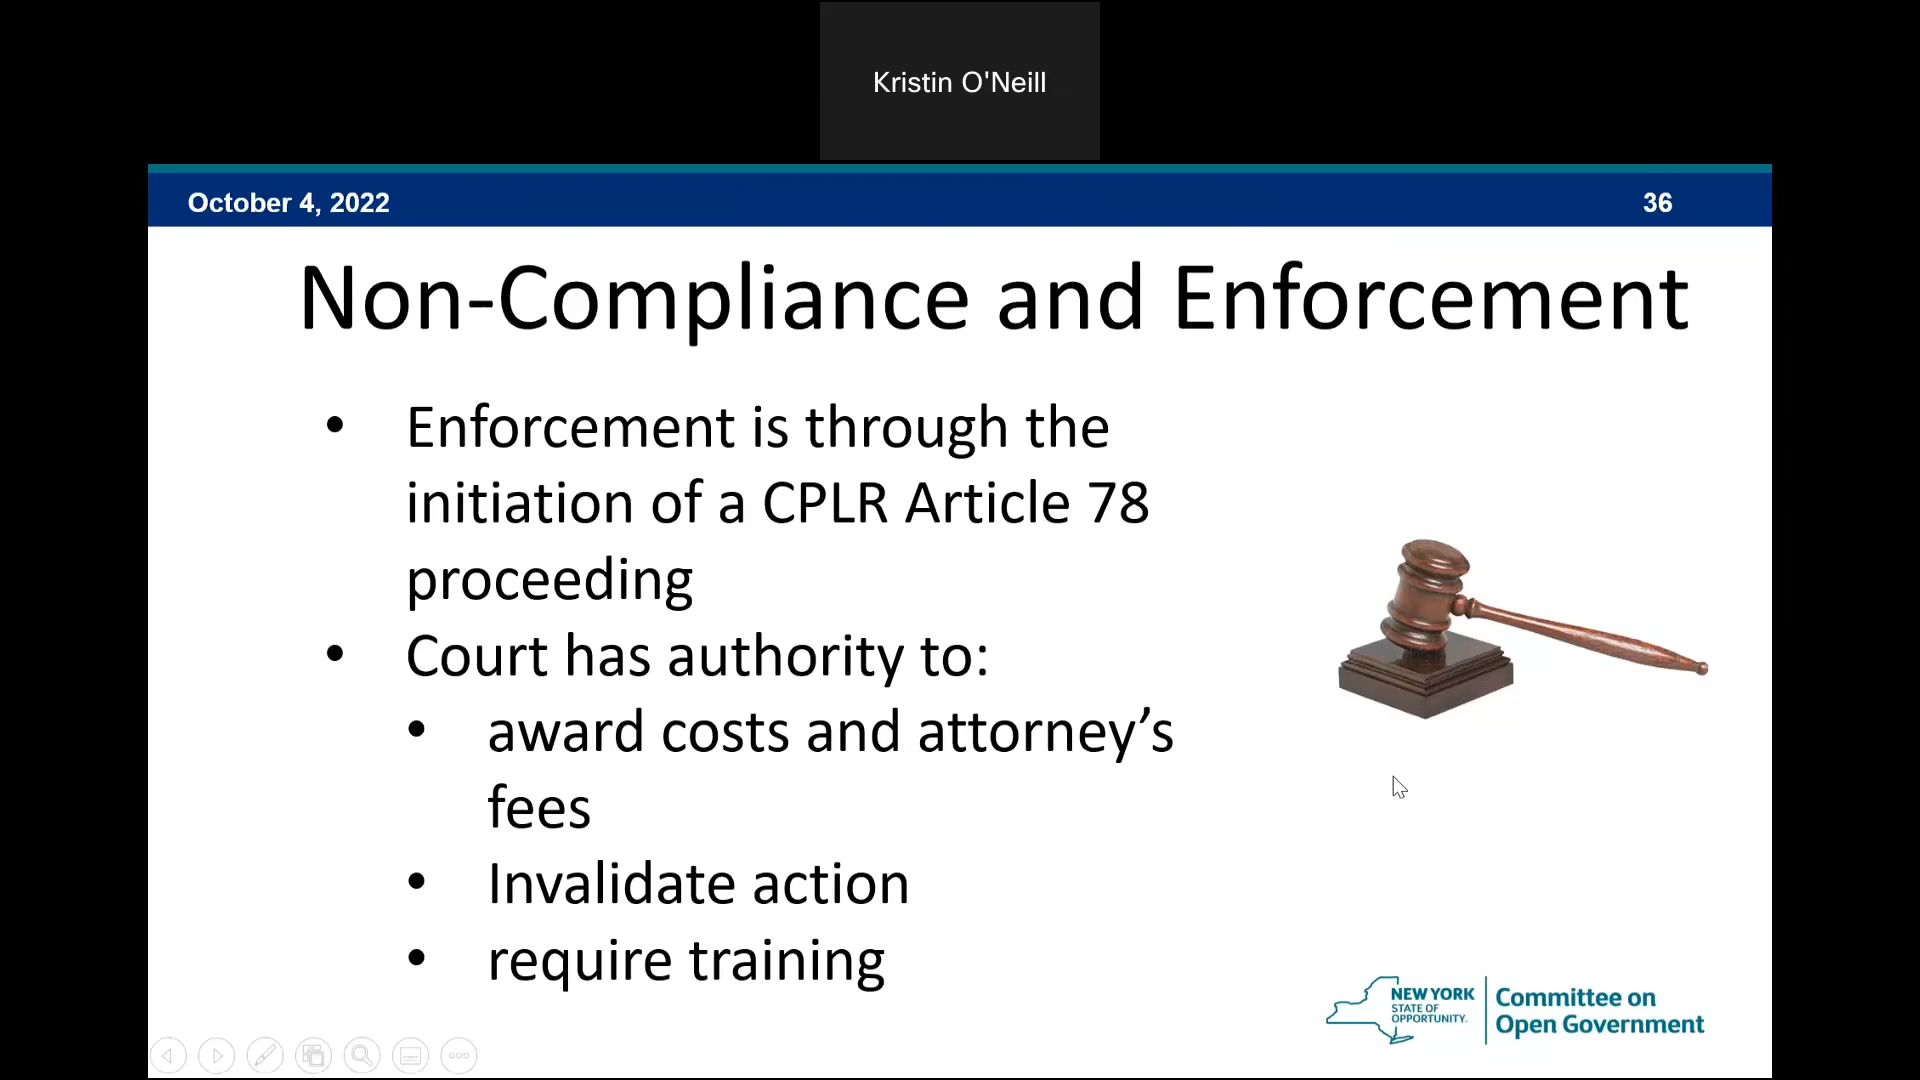 Kristin O'Neill
October 4, 2022
36
Non-Compliance and Enforcement
• Enforcement is through the
initiation of a CPLR Article 78
proceeding
• Court has authority to:
• award costs and attorney’s
fees
• Invalidate action
• require training
NEW YORK
STATE OF
OPPORTUNITY.
Committee on
Open Government